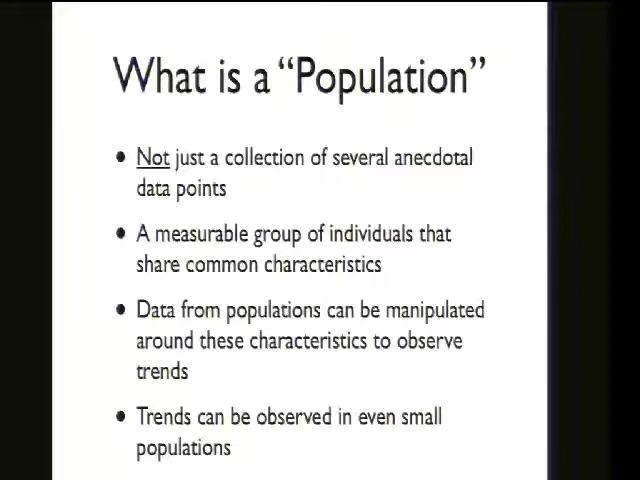 What is a “Population”
• Not just a collection of several anecdotal
data points
• A measurable group of individuals that
share common characteristics
• Data from populations can be manipulated
around these characteristics to observe
trends
• Trends can be observed in even small
populations